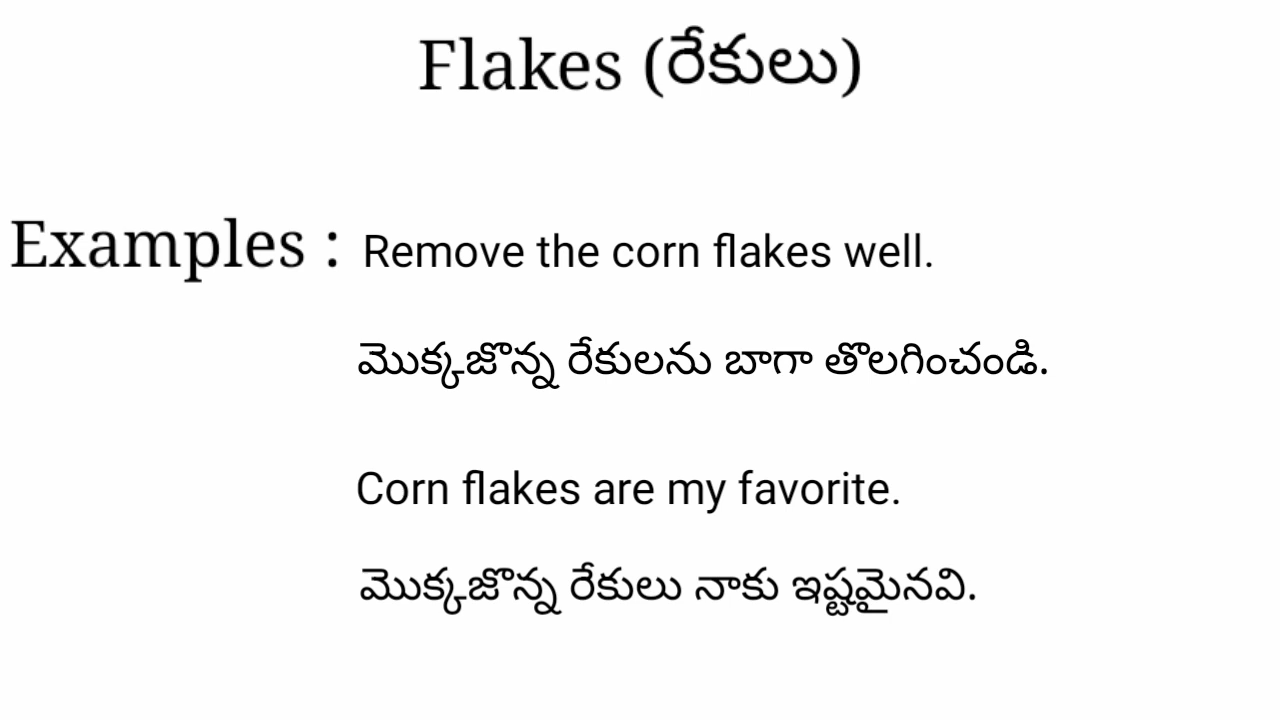 Flakes (రేకులు)
Examples : Remove the corn flakes well.
మొక్కజొన్న రేకులను బాగా తొలగించండి.
Corn flakes are my favorite.
మొక్కజొన్న రేకులు నాకు ఇష్టమైనవి.